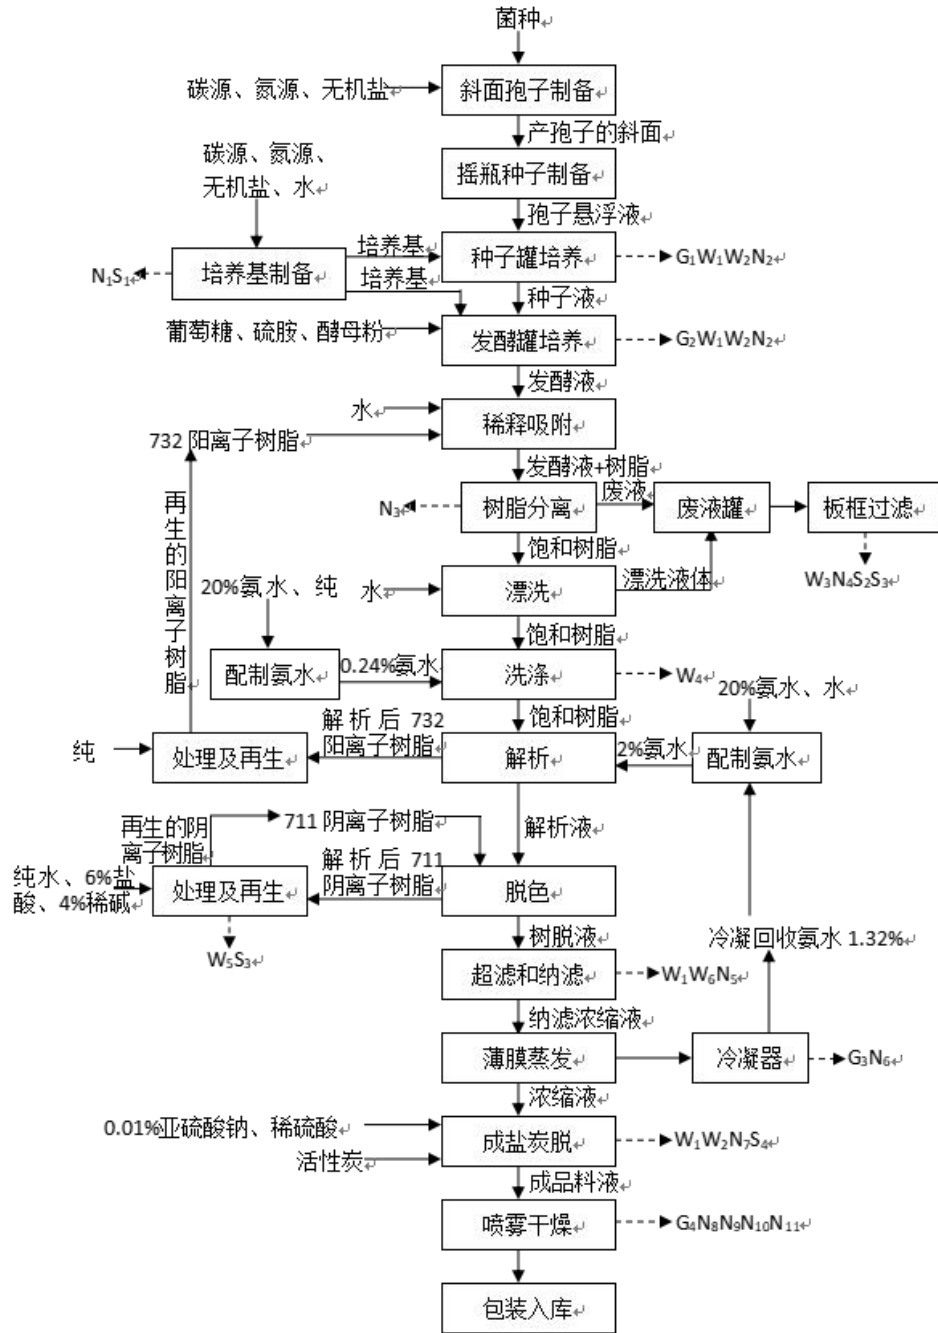 菌种↵
碳源、氮源、无机盐↵
斜面孢子制备↵
产孢子的斜面↵
碳源、氮源、
无机盐、水↵
摇瓶种子制备↵
孢子悬浮液↵
N₁S₁↵
培养基制备↵
培养基↵
培养基↵
种子罐培养↵
G₁W₁W₂N₂↵
种子液↵
葡萄糖、硫胺、酵母粉↵
发酵罐培养↵
G₂W₁W₂N₂↵
发酵液↵
水↵
732 阳离子树脂↵
稀释吸附↵
发酵液+树脂↵
N₃↵
树脂分离↵
废液↵
废液罐↵
板框过滤↵
W₃N₄S₂S₃↵
饱和树脂↵
再生的阳离子树脂↵
20%氨水、纯
水↵
漂洗↵
漂洗液体↵
饱和树脂↵
配制氨水↵
0.24%氨水↵
洗涤↵
W₄↵
20%氨水、水↵
饱和树脂↵
纯
处理及再生↵
解析后 732
阳离子树脂↵
解析↵
2%氨水↵
配制氨水↵
解析液↵
再生的阴
离子树脂↵
711 阴离子树脂↵
纯水、6%盐
酸、4%稀碱↵
处理及再生↵
解析后 711
阴离子树脂↵
脱色↵
W₅S₃↵
树脱液↵
冷凝回收氨水 1.32%↵
超滤和纳滤↵
W₁W₆N₅↵
纳滤浓缩液↵
薄膜蒸发↵
冷凝器↵
G₃N₆↵
浓缩液↵
0.01%亚硫酸钠、稀硫酸↵
活性炭↵
成盐炭脱↵
W₁W₂N₇S₄↵
成品料液↵
喷雾干燥↵
G₄N₈N₉N₁₀N₁₁↵
包装入库↵